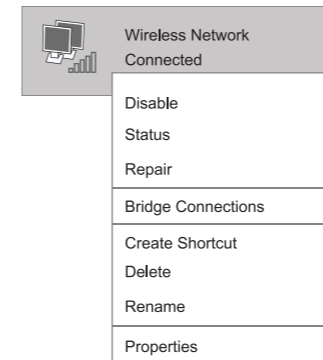 Wireless Network
Connected
Disable
Status
Repair
Bridge Connections
Create Shortcut
Delete
Rename
Properties